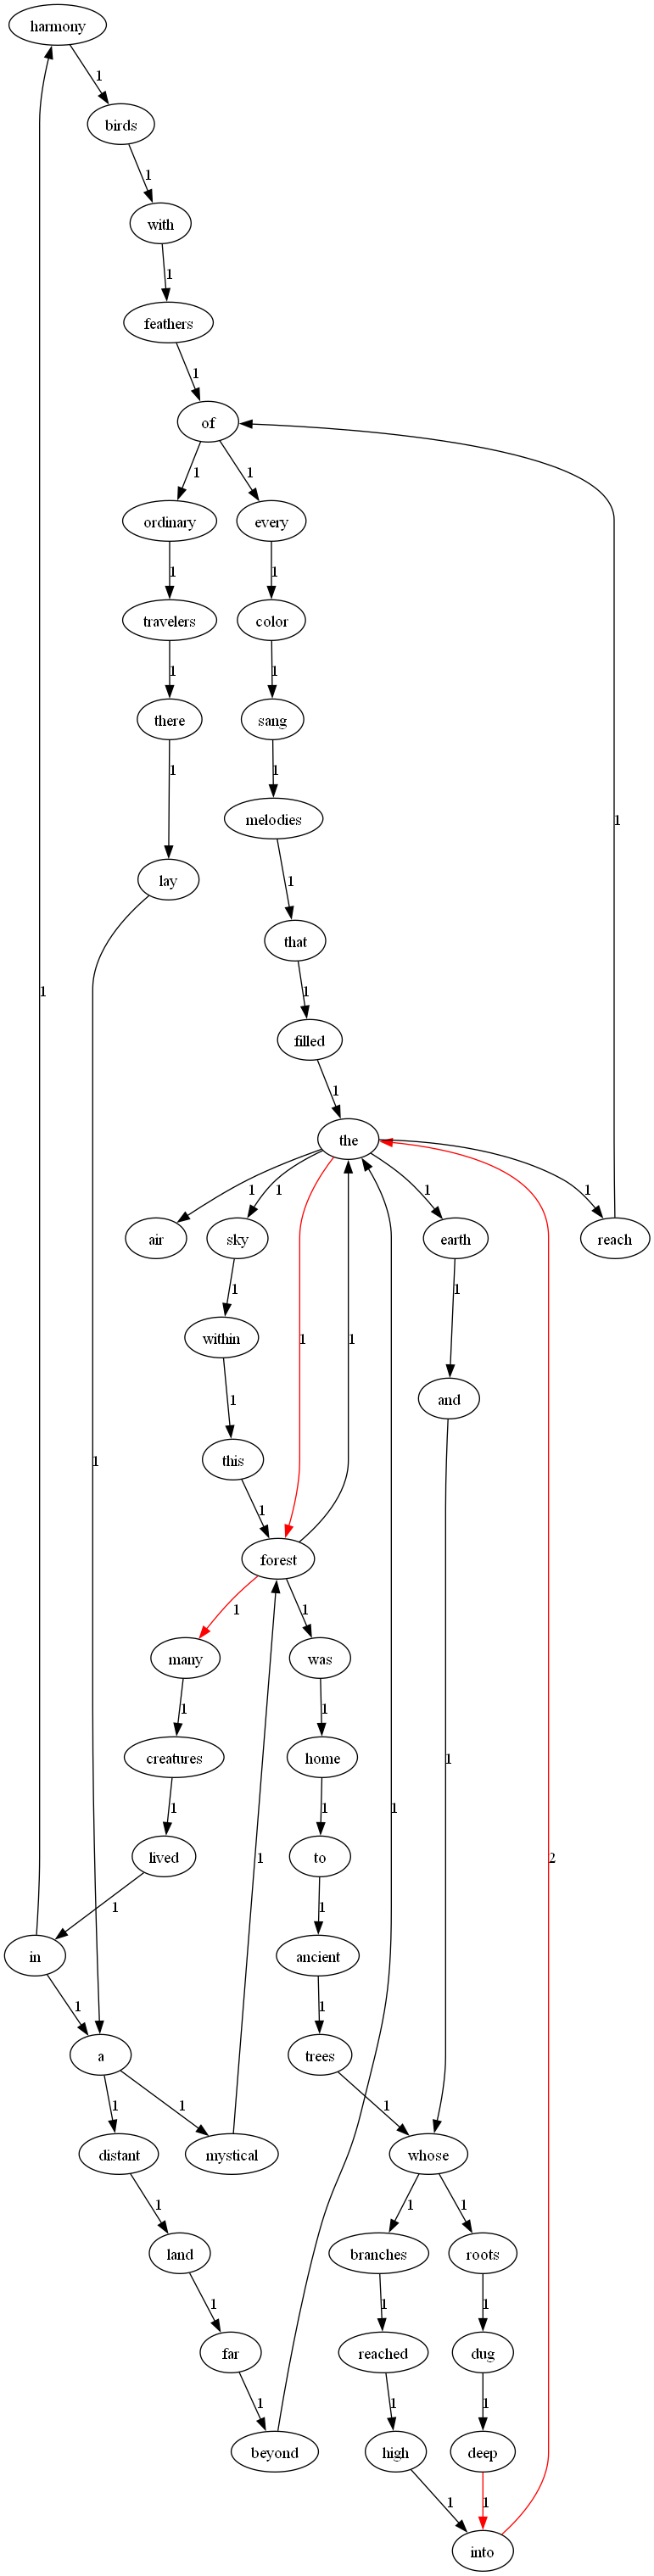 harmony
1
birds
1
with
1
feathers
1
of
1 1
ordinary every
1 1
travelers color
1 1
there sang
1 1
melodies
lay 1
that
1
filled
1
the
1 1 1 1
air sky earth reach
1 1
within
1 1 1
and
this
1
forest
1 1
many was
1 1
creatures home
1 1
lived to
1 1
in ancient
1 1
a trees
1 1 1
distant mystical whose
1 1 1
land branches roots
1 1 1
far reached dug
1 1 1
beyond high deep
1 1
into
1
1
1
1
1
1
2